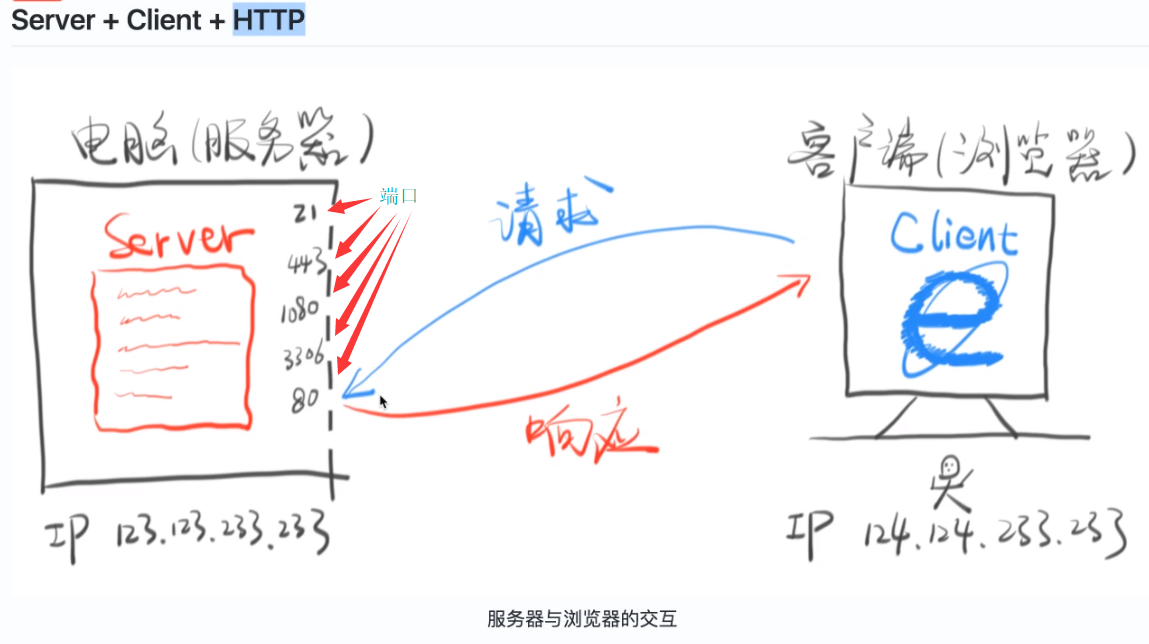 Server + Client + HTTP
电脑(服务器)
客户端(浏览器)
端口
21
Server
443
1080
3306
80
请求
响应
Client
e
IP 123.123.233.233
IP 124.124.233.233
服务器与浏览器的交互